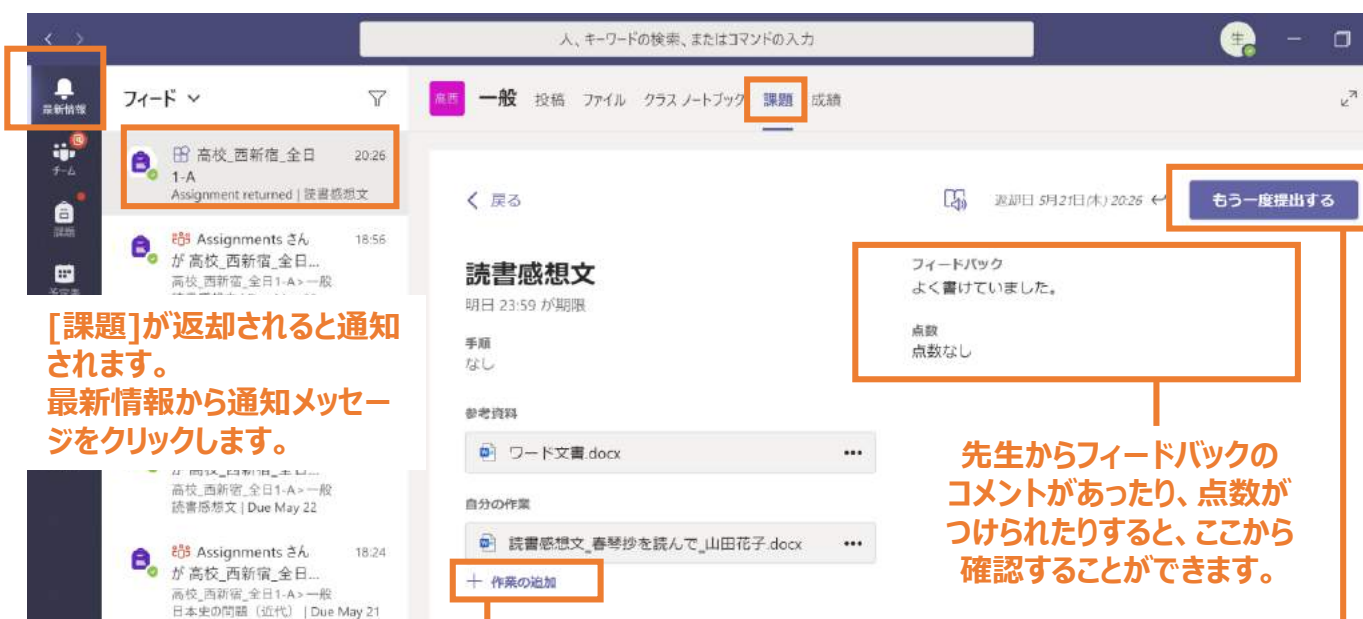 人、キーワードの検索、またはコマンドの入力
生
最新情報
チーム
課題
フィード
高校_西新宿_全日 20:26
1-A
Assignment returned | 読書感想文
Assignments さん 18:56
が 高校_西新宿_全日...
高校_西新宿_全日1-A>一般
[課題]が返却されると通知
されます。
最新情報から通知メッセー
ジをクリックします。
が 高校_西新宿_全日...
高校_西新宿_全日1-A>一般
読書感想文 | Due May 22
Assignments さん 18:24
が 高校_西新宿_全日...
高校_西新宿_全日1-A>一般
日本史の問題（近代） | Due May 21
高西 一般 投稿 ファイル クラス ノートブック 課題 成績
戻る
返却日 5月21日(木) 20:26
もう一度提出する
読書感想文
明日 23:59 が期限
手順
なし
参考資料
ワード文書.docx
自分の作業
読書感想文_春琴抄を読んで_山田花子.docx
＋ 作業の追加
フィードバック
よく書けていました。
点数
点数なし
先生からフィードバックの
コメントがあったり、点数が
つけられたりすると、ここから
確認することができます。